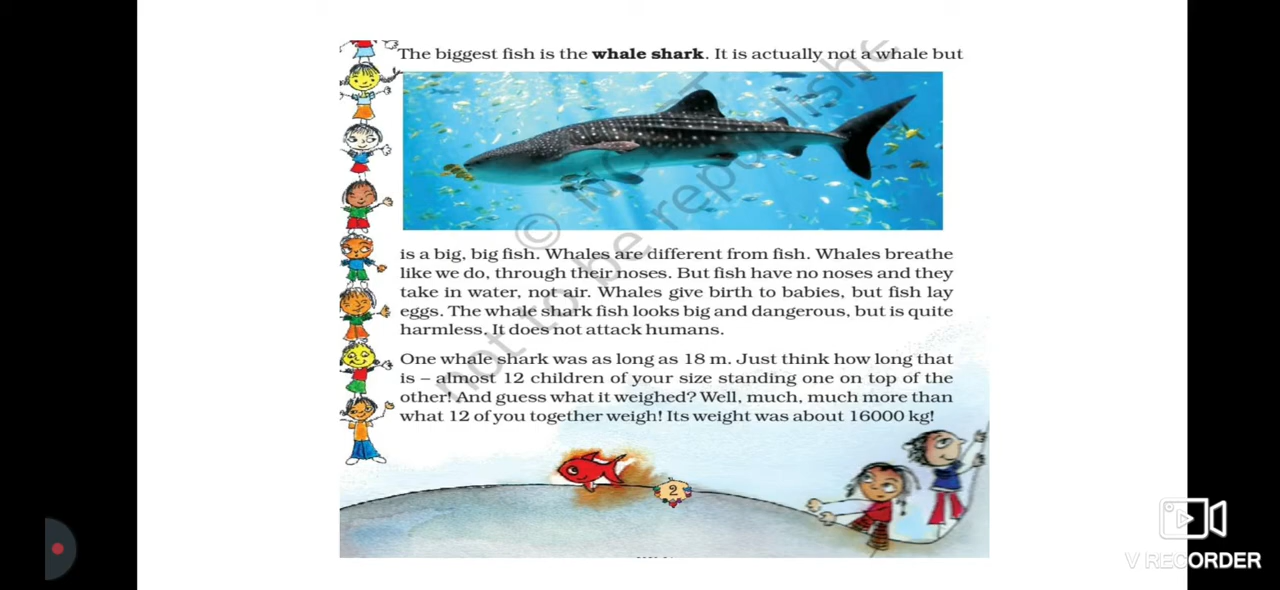 The biggest fish is the whale shark. It is actually not a whale but
is a big, big fish. Whales are different from fish. Whales breathe
like we do, through their noses. But fish have no noses and they
take in water, not air. Whales give birth to babies, but fish lay
eggs. The whale shark fish looks big and dangerous, but is quite
harmless. It does not attack humans.
One whale shark was as long as 18 m. Just think how long that
is – almost 12 children of your size standing one on top of the
other! And guess what it weighed? Well, much, much more than
what 12 of you together weigh! Its weight was about 16000 kg!
2
not to be republishe
©
V RECORDER